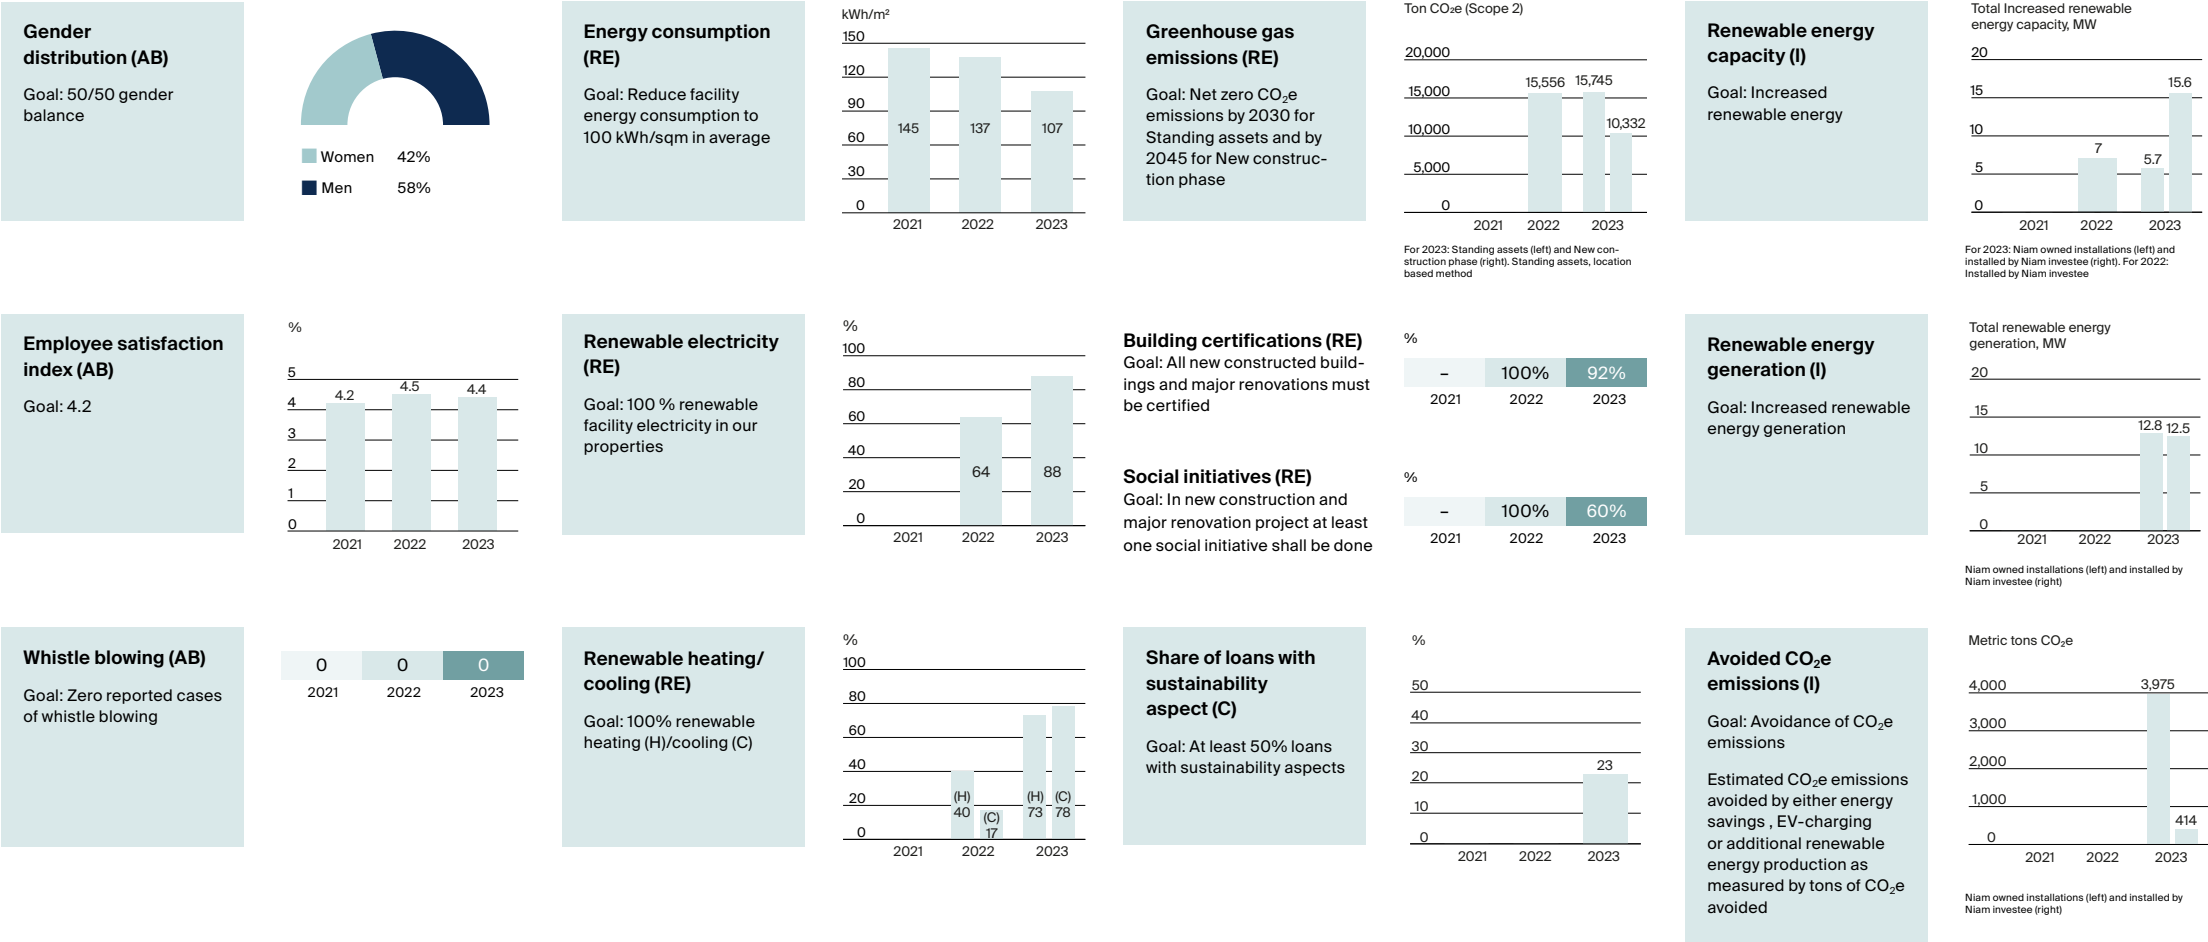 Gender
distribution (AB)
Goal: 50/50 gender
balance
Women 42%
Men 58%
Energy consumption
(RE)
Goal: Reduce facility
energy consumption to
100 kWh/sqm in average
kWh/m²
150
120
90
60
30
0
145
137
107
2021
2022
2023
Greenhouse gas
emissions (RE)
Goal: Net zero CO₂e
emissions by 2030 for
Standing assets and by
2045 for New construc-
tion phase
Ton CO₂e (Scope 2)
20,000
15,000
10,000
5,000
0
15,556
15,745
10,332
2021
2022
2023
For 2023: Standing assets (left) and New con-
struction phase (right). Standing assets, location
based method
Renewable energy
capacity (I)
Goal: Increased
renewable energy
Total Increased renewable
energy capacity, MW
20
15
10
5
0
7
5.7
15.6
2021
2022
2023
For 2023: Niam owned installations (left) and
installed by Niam investee (right). For 2022:
Installed by Niam investee
Employee satisfaction
index (AB)
Goal: 4.2
%
5
4
3
2
1
0
4.2
4.5
4.4
2021
2022
2023
Renewable electricity
(RE)
Goal: 100 % renewable
facility electricity in our
properties
%
100
80
60
40
20
0
64
88
2021
2022
2023
Building certifications (RE)
Goal: All new constructed build-
ings and major renovations must
be certified
%
– 100% 92%
2021 2022 2023
Social initiatives (RE)
Goal: In new construction and
major renovation project at least
one social initiative shall be done
%
– 100% 60%
2021 2022 2023
Renewable energy
generation (I)
Goal: Increased renewable
energy generation
Total renewable energy
generation, MW
20
15
10
5
0
12.8
12.5
2021
2022
2023
Niam owned installations (left) and installed by
Niam investee (right)
Whistle blowing (AB)
Goal: Zero reported cases
of whistle blowing
0 0 0
2021 2022 2023
Renewable heating/
cooling (RE)
Goal: 100% renewable
heating (H)/cooling (C)
%
100
80
60
40
20
0
(H)
40
(C)
17
(H)
73
(C)
78
2021
2022
2023
Share of loans with
sustainability
aspect (C)
Goal: At least 50% loans
with sustainability aspects
%
50
40
30
20
10
0
23
2021
2022
2023
Avoided CO₂e
emissions (I)
Goal: Avoidance of CO₂e
emissions
Estimated CO₂e emissions
avoided by either energy
savings , EV-charging
or additional renewable
energy production as
measured by tons of CO₂e
avoided
Metric tons CO₂e
4,000
3,000
2,000
1,000
0
3,975
414
2021
2022
2023
Niam owned installations (left) and installed by
Niam investee (right)